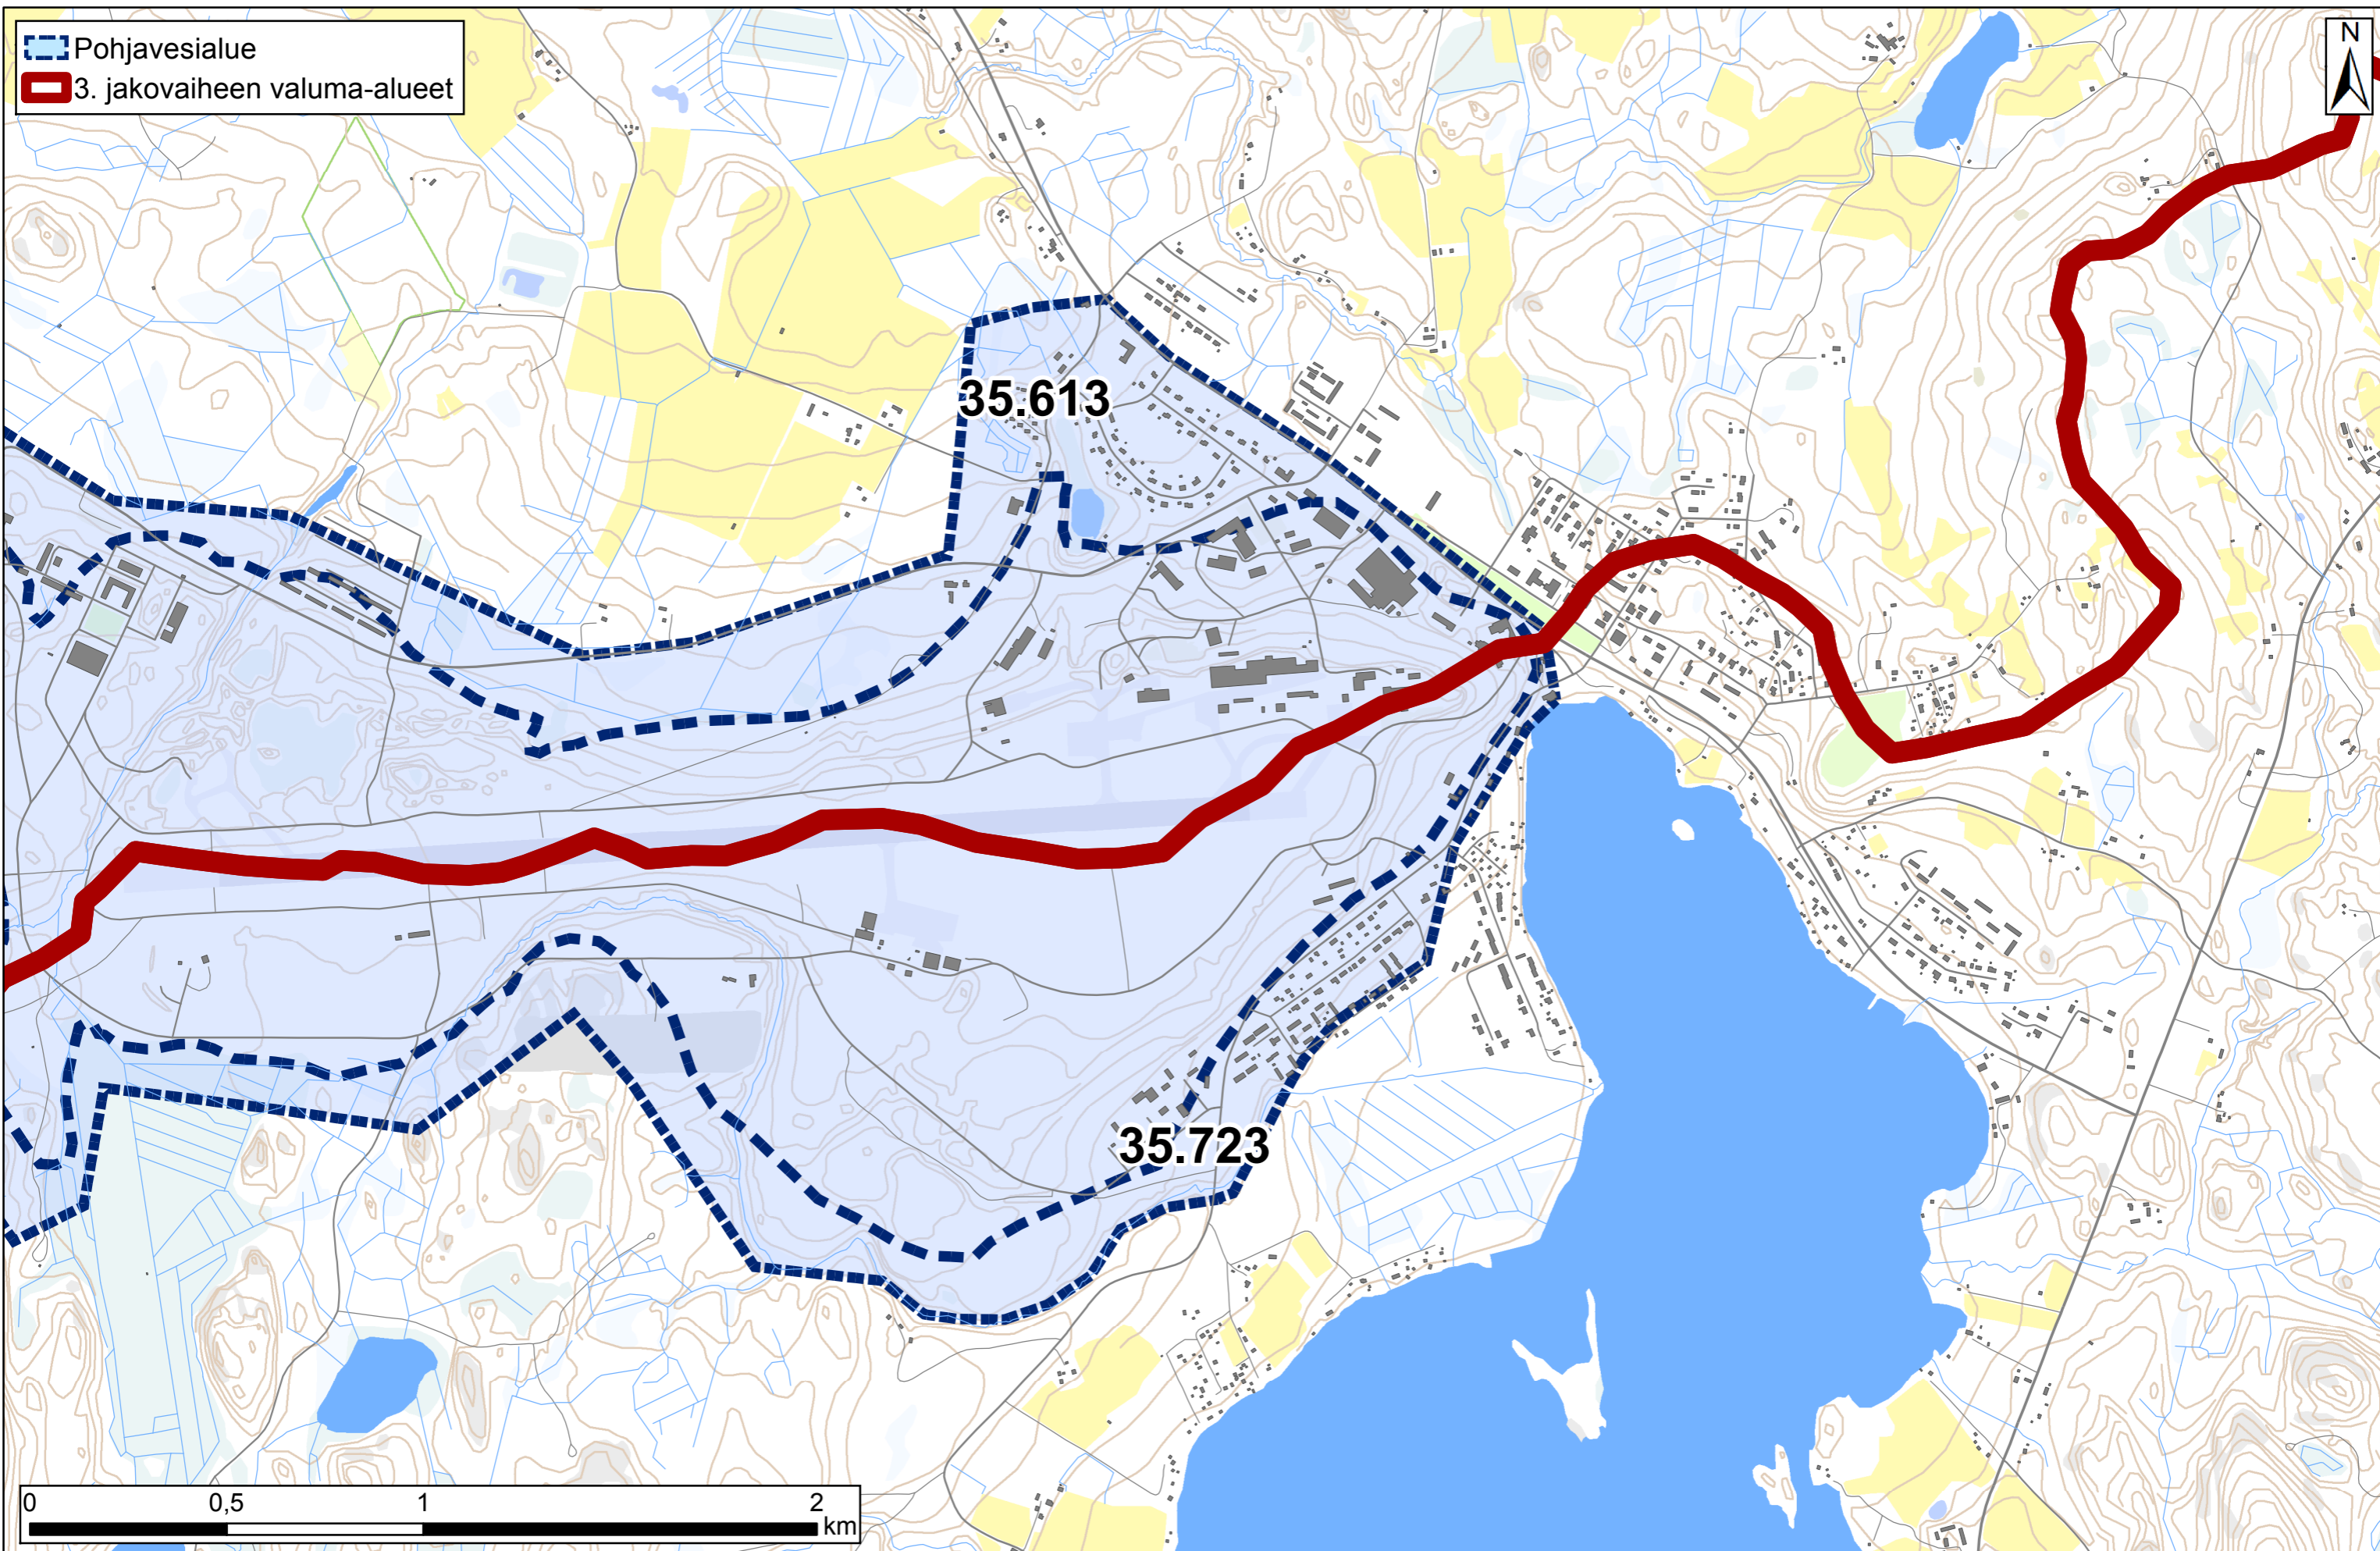 Pohjavesialue
3. jakovaiheen valuma-alueet
N
35.613
35.723
0 0,5 1 2
km